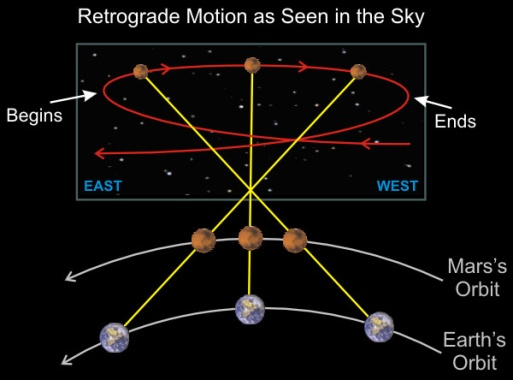 Retrograde Motion as Seen in the Sky
Begins
Ends
EAST
WEST
Mars's
Orbit
Earth's
Orbit